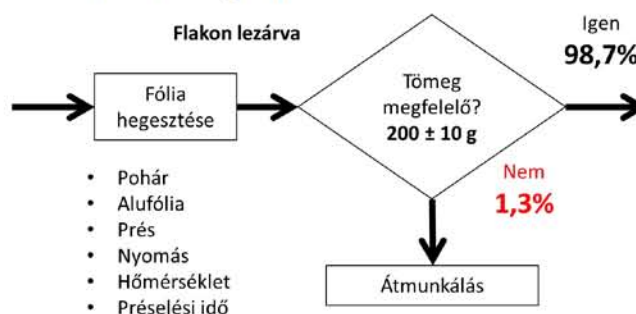 Flakon lezárva
Fólia
hegesztése
Tömeg
megfelelő?
200 ± 10 g
Igen
98,7%
Nem
1,3%
• Pohár
• Alufólia
• Prés
• Nyomás
• Hőmérséklet
• Préselési idő
Átmunkálás